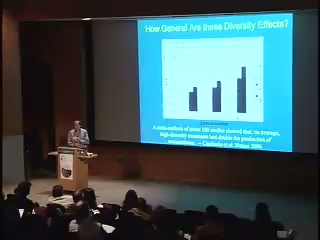 How General Are these Diversity Effects?
A meta-analysis of about 100 studies showed that, on average,
high-diversity treatments had double the production of
monocultures. — Cardinale et al. Nature 2006